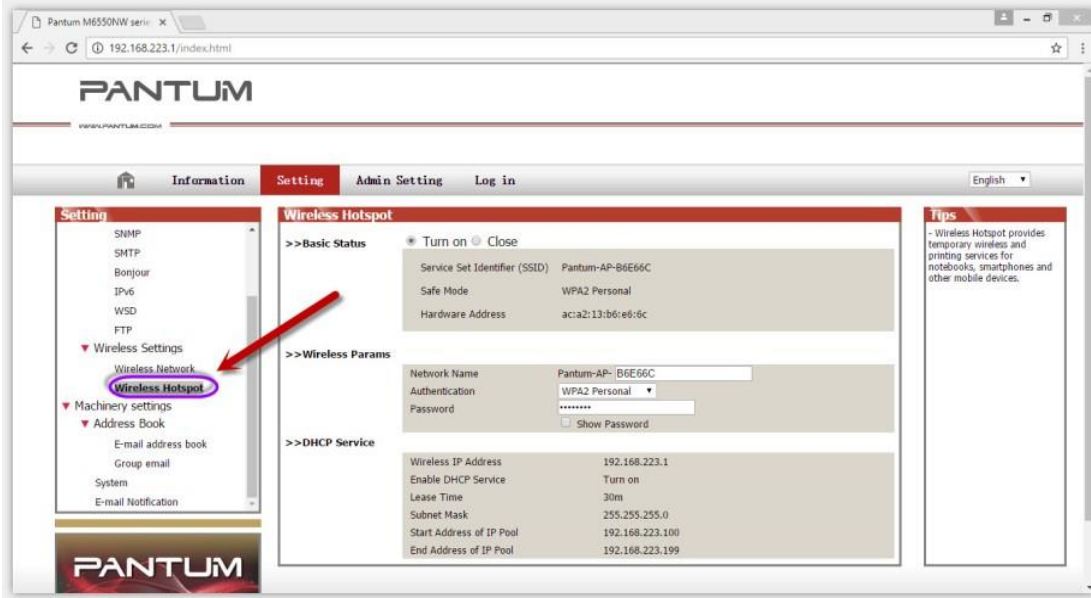 Pantum M6550NW serie
192.168.223.1/index.html
PANTUM
WWW.PANTUM.COM
Information Setting Admin Setting Log in English
Setting
SNMP
SMTP
Bonjour
IPv6
WSD
FTP
Wireless Settings
Wireless Network
Wireless Hotspot
Machinery settings
Address Book
E-mail address book
Group email
System
E-mail Notification
PANTUM
Wireless Hotspot
>>Basic Status Turn on Close
Service Set Identifier (SSID) Pantum-AP-B6E66C
Safe Mode WPA2 Personal
Hardware Address ac:a2:13:b6:e6:6c
>>Wireless Params
Network Name Pantum-AP- B6E66C
Authentication WPA2 Personal
Password ••••••••
Show Password
>>DHCP Service
Wireless IP Address 192.168.223.1
Enable DHCP Service Turn on
Lease Time 30m
Subnet Mask 255.255.255.0
Start Address of IP Pool 192.168.223.100
End Address of IP Pool 192.168.223.199
Tips
- Wireless Hotspot provides
temporary wireless and
printing services for
notebooks, smartphones and
other mobile devices.